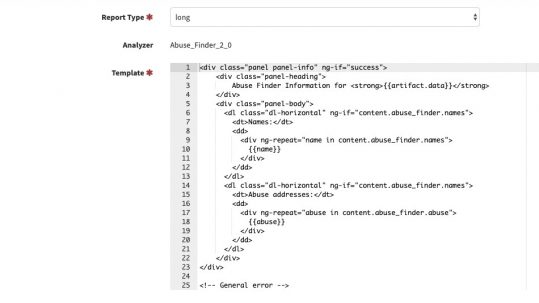 Report Type * long
Analyzer Abuse_Finder_2_0
Template *
1 <div class="panel panel-info" ng-if="success">
2 <div class="panel-heading">
3 Abuse Finder Information for <strong>{{artifact.data}}</strong>
4 </div>
5 <div class="panel-body">
6 <dl class="dl-horizontal" ng-if="content.abuse_finder.names">
7 <dt>Names:</dt>
8 <dd>
9 <div ng-repeat="name in content.abuse_finder.names">
10 {{name}}
11 </div>
12 </dd>
13 </dl>
14 <dl class="dl-horizontal" ng-if="content.abuse_finder.names">
15 <dt>Abuse addresses:</dt>
16 <dd>
17 <div ng-repeat="abuse in content.abuse_finder.abuse">
18 {{abuse}}
19 </div>
20 </dd>
21 </dl>
22 </div>
23 </div>
24
25 <!-- General error -->